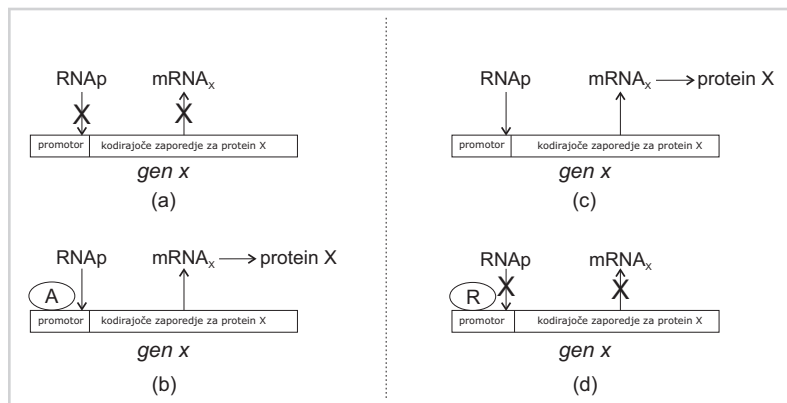 RNAp mRNAx
X X
promotor kodirajoče zaporedje za protein X
gen x
(a)
RNAp mRNAx protein X
A
promotor kodirajoče zaporedje za protein X
gen x
(b)
RNAp mRNAx protein X
promotor kodirajoče zaporedje za protein X
gen x
(c)
RNAp mRNAx
X X
R
promotor kodirajoče zaporedje za protein X
gen x
(d)